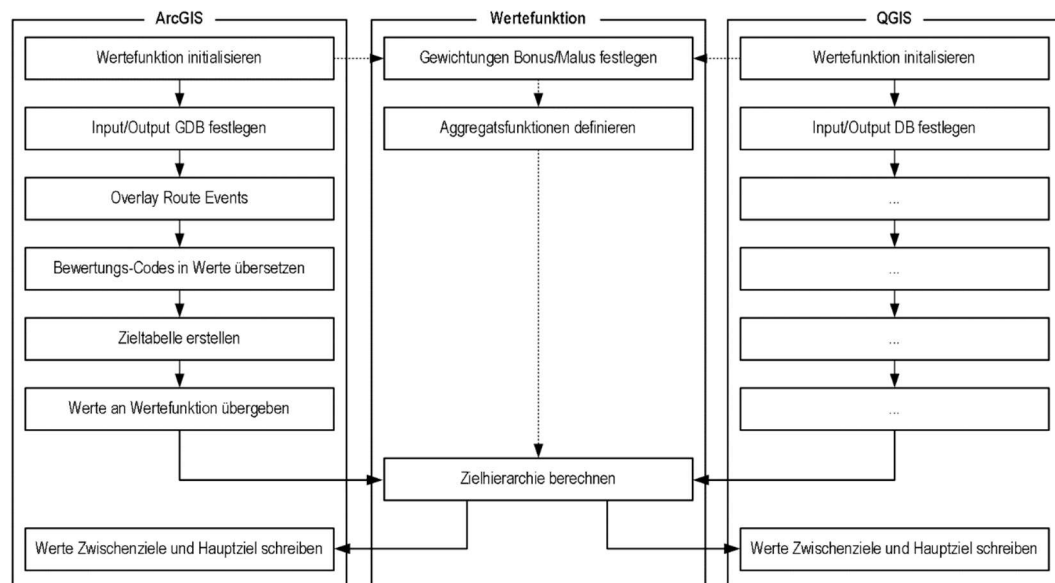 ArcGIS
Wertefunktion initialisieren
Input/Output GDB festlegen
Overlay Route Events
Bewertungs-Codes in Werte übersetzen
Zieltabelle erstellen
Werte an Wertefunktion übergeben
Werte Zwischenziele und Hauptziel schreiben
Wertefunktion
Gewichtungen Bonus/Malus festlegen
Aggregatsfunktionen definieren
Zielhierarchie berechnen
QGIS
Wertefunktion initalisieren
Input/Output DB festlegen
...
...
...
...
Werte Zwischenziele und Hauptziel schreiben